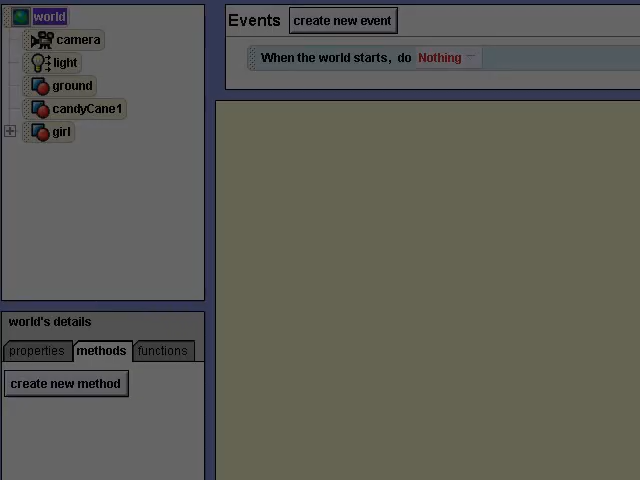 world
camera
light
ground
candyCane1
girl
Events create new event
When the world starts, do Nothing
world's details
properties methods functions
create new method